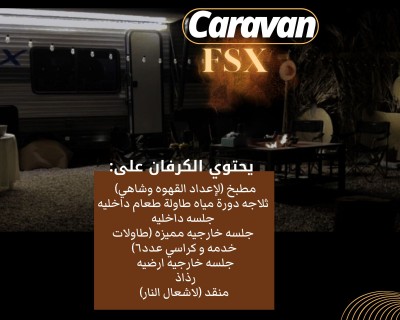 Caravan
FSX
يحتوي الكرفان على:
مطبخ (لإعداد القهوه وشاهي)
ثلاجه دورة مياه طاولة طعام داخليه
جلسه داخليه
جلسه خارجيه مميزه (طاولات
خدمه و كراسي عدد٦)
جلسه خارجيه ارضيه
رذاذ
منقد (لاشعال النار)